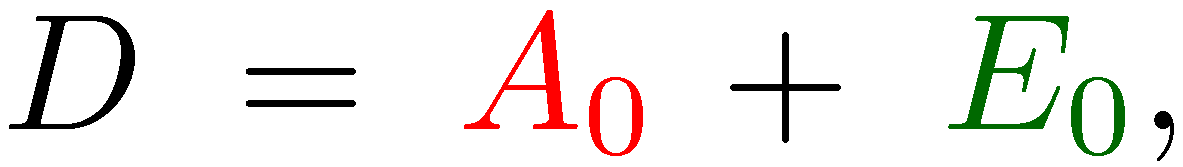 D = A₀ + E₀,